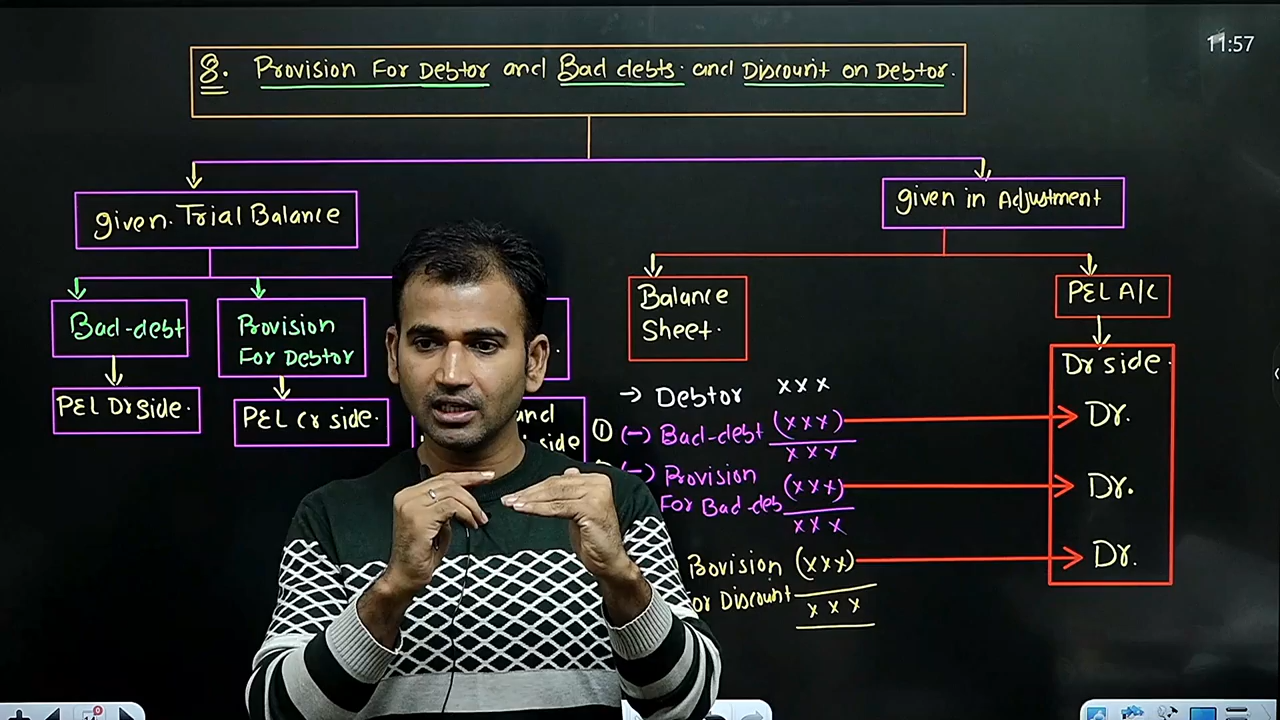 11:57
8. Provision For Debtor and Bad debts. and Discount on Debtor.
given. Trial Balance
given in Adjustment
Bad-debt
Provision
For Debtor
Balance
Sheet.
P&L A/C
P&L Dr side.
P&L Cr side.
and
side
Dr side.
→ Debtor xxx
① (-) Bad-debt (xxx)
xxx
Dr.
(-) Provision
For Bad-deb (xxx)
xxx
Dr.
Provision (xxx)
For Discount
xxx
Dr.